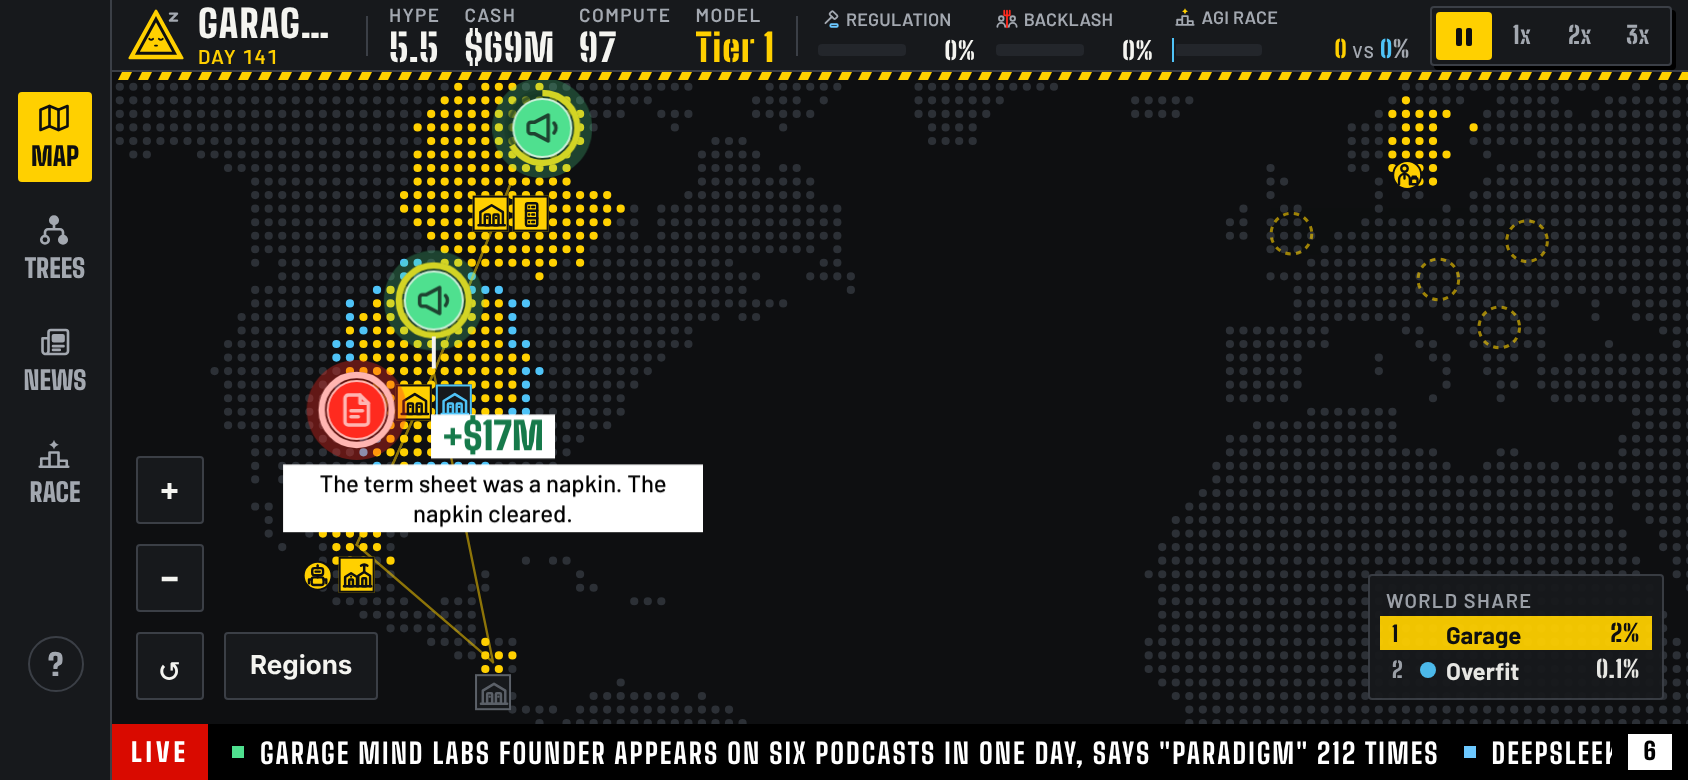 GARAG...
DAY 141
HYPE
5.5
CASH
$69M
COMPUTE
97
MODEL
Tier 1
REGULATION
0%
BACKLASH
0%
AGI RACE
0 VS 0%
1x
2x
3x
MAP
TREES
NEWS
RACE
?
z
+$17M
The term sheet was a napkin. The
napkin cleared.
+
−
↺
Regions
WORLD SHARE
1 Garage 2%
2 Overfit 0.1%
LIVE
GARAGE MIND LABS FOUNDER APPEARS ON SIX PODCASTS IN ONE DAY, SAYS "PARADIGM" 212 TIMES
DEEPSLEEK
6